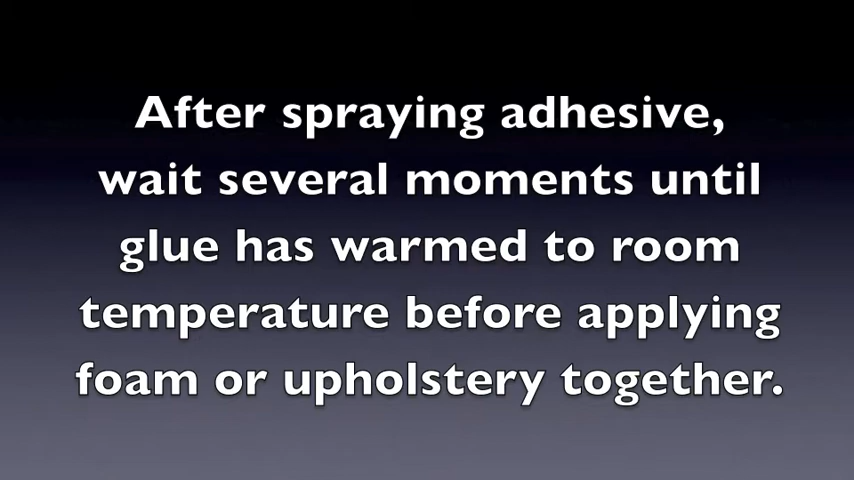 After spraying adhesive,
wait several moments until
glue has warmed to room
temperature before applying
foam or upholstery together.